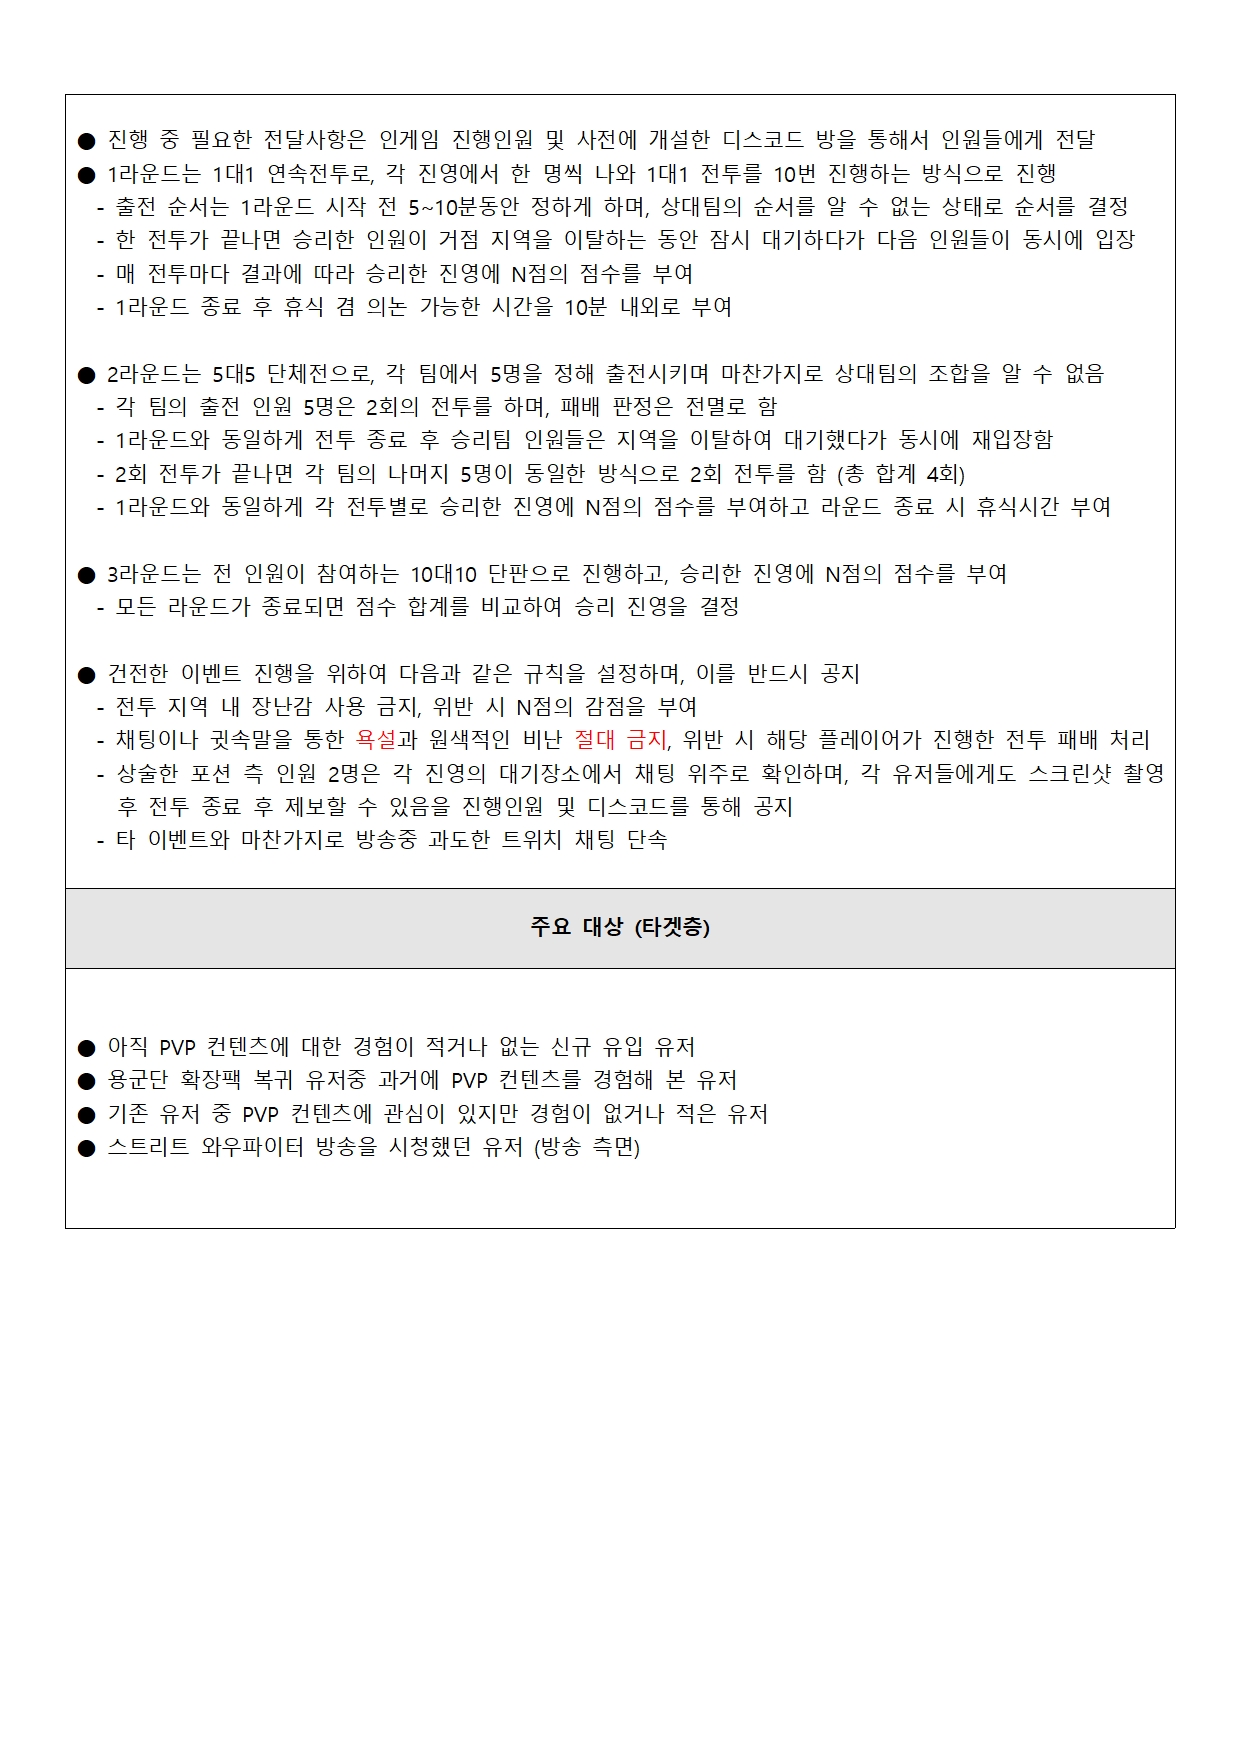 ● 진행 중 필요한 전달사항은 인게임 진행인원 및 사전에 개설한 디스코드 방을 통해서 인원들에게 전달
● 1라운드는 1대1 연속전투로, 각 진영에서 한 명씩 나와 1대1 전투를 10번 진행하는 방식으로 진행
- 출전 순서는 1라운드 시작 전 5~10분동안 정하게 하며, 상대팀의 순서를 알 수 없는 상태로 순서를 결정
- 한 전투가 끝나면 승리한 인원이 거점 지역을 이탈하는 동안 잠시 대기하다가 다음 인원들이 동시에 입장
- 매 전투마다 결과에 따라 승리한 진영에 N점의 점수를 부여
- 1라운드 종료 후 휴식 겸 의논 가능한 시간을 10분 내외로 부여
● 2라운드는 5대5 단체전으로, 각 팀에서 5명을 정해 출전시키며 마찬가지로 상대팀의 조합을 알 수 없음
- 각 팀의 출전 인원 5명은 2회의 전투를 하며, 패배 판정은 전멸로 함
- 1라운드와 동일하게 전투 종료 후 승리팀 인원들은 지역을 이탈하여 대기했다가 동시에 재입장함
- 2회 전투가 끝나면 각 팀의 나머지 5명이 동일한 방식으로 2회 전투를 함 (총 합계 4회)
- 1라운드와 동일하게 각 전투별로 승리한 진영에 N점의 점수를 부여하고 라운드 종료 시 휴식시간 부여
● 3라운드는 전 인원이 참여하는 10대10 단판으로 진행하고, 승리한 진영에 N점의 점수를 부여
- 모든 라운드가 종료되면 점수 합계를 비교하여 승리 진영을 결정
● 건전한 이벤트 진행을 위하여 다음과 같은 규칙을 설정하며, 이를 반드시 공지
- 전투 지역 내 장난감 사용 금지, 위반 시 N점의 감점을 부여
- 채팅이나 귓속말을 통한 욕설과 원색적인 비난 절대 금지, 위반 시 해당 플레이어가 진행한 전투 패배 처리
- 상술한 포션 측 인원 2명은 각 진영의 대기장소에서 채팅 위주로 확인하며, 각 유저들에게도 스크린샷 촬영
후 전투 종료 후 제보할 수 있음을 진행인원 및 디스코드를 통해 공지
- 타 이벤트와 마찬가지로 방송중 과도한 트위치 채팅 단속
주요 대상 (타겟층)
● 아직 PVP 컨텐츠에 대한 경험이 적거나 없는 신규 유입 유저
● 용군단 확장팩 복귀 유저중 과거에 PVP 컨텐츠를 경험해 본 유저
● 기존 유저 중 PVP 컨텐츠에 관심이 있지만 경험이 없거나 적은 유저
● 스트리트 와우파이터 방송을 시청했던 유저 (방송 측면)